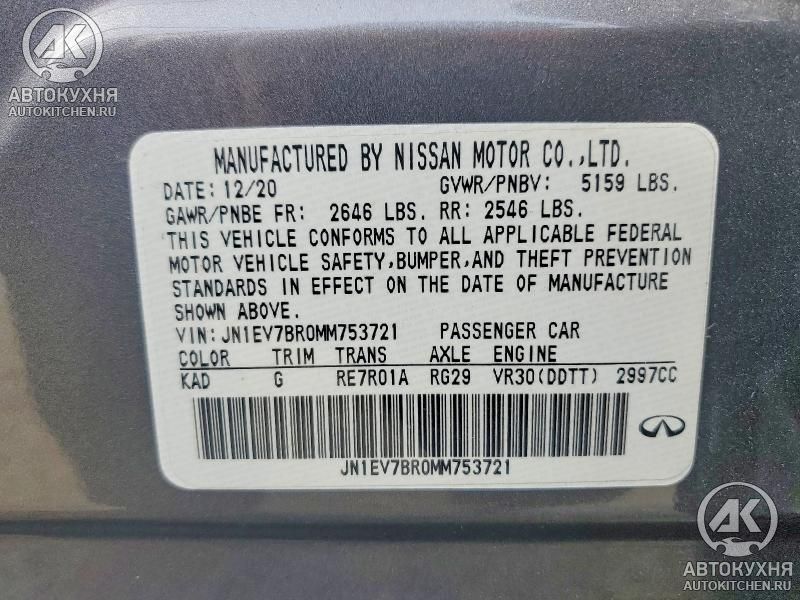 AK
АВТОКУХНЯ
AUTOKITCHEN.RU
MANUFACTURED BY NISSAN MOTOR CO.,LTD.
DATE: 12/20 GVWR/PNBV: 5159 LBS.
GAWR/PNBE FR: 2646 LBS. RR: 2546 LBS.
THIS VEHICLE CONFORMS TO ALL APPLICABLE FEDERAL
MOTOR VEHICLE SAFETY,BUMPER,AND THEFT PREVENTION
STANDARDS IN EFFECT ON THE DATE OF MANUFACTURE
SHOWN ABOVE.
VIN: JN1EV7BR0MM753721 PASSENGER CAR
COLOR TRIM TRANS AXLE ENGINE
KAD G RE7R01A RG29 VR30(DDTT) 2997CC
JN1EV7BR0MM753721
AK
АВТОКУХНЯ
AUTOKITCHEN.RU